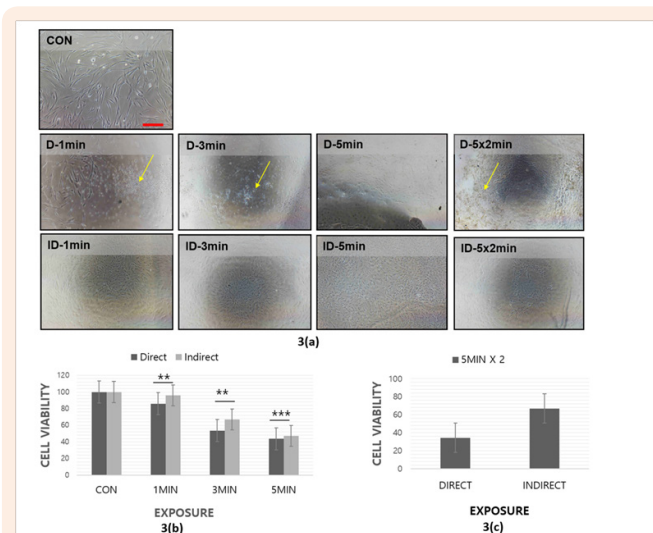 CON
D-1min D-3min D-5min D-5x2min
ID-1min ID-3min ID-5min ID-5x2min
3(a)
Direct Indirect
CELL VIABILITY
120
100
80
60
40
20
0
** ** ***
CON 1MIN 3MIN 5MIN
EXPOSURE
3(b)
5MIN X 2
CELL VIABILITY
100
80
60
40
20
0
DIRECT INDIRECT
EXPOSURE
3(c)